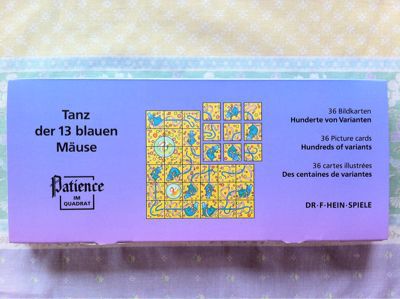 Tanz
der 13 blauen
Mäuse
Patience
IM
QUADRAT
36 Bildkarten
Hunderte von Varianten
36 Picture cards
Hundreds of variants
36 cartes illustrées
Des centaines de variantes
DR·F·HEIN·SPIELE